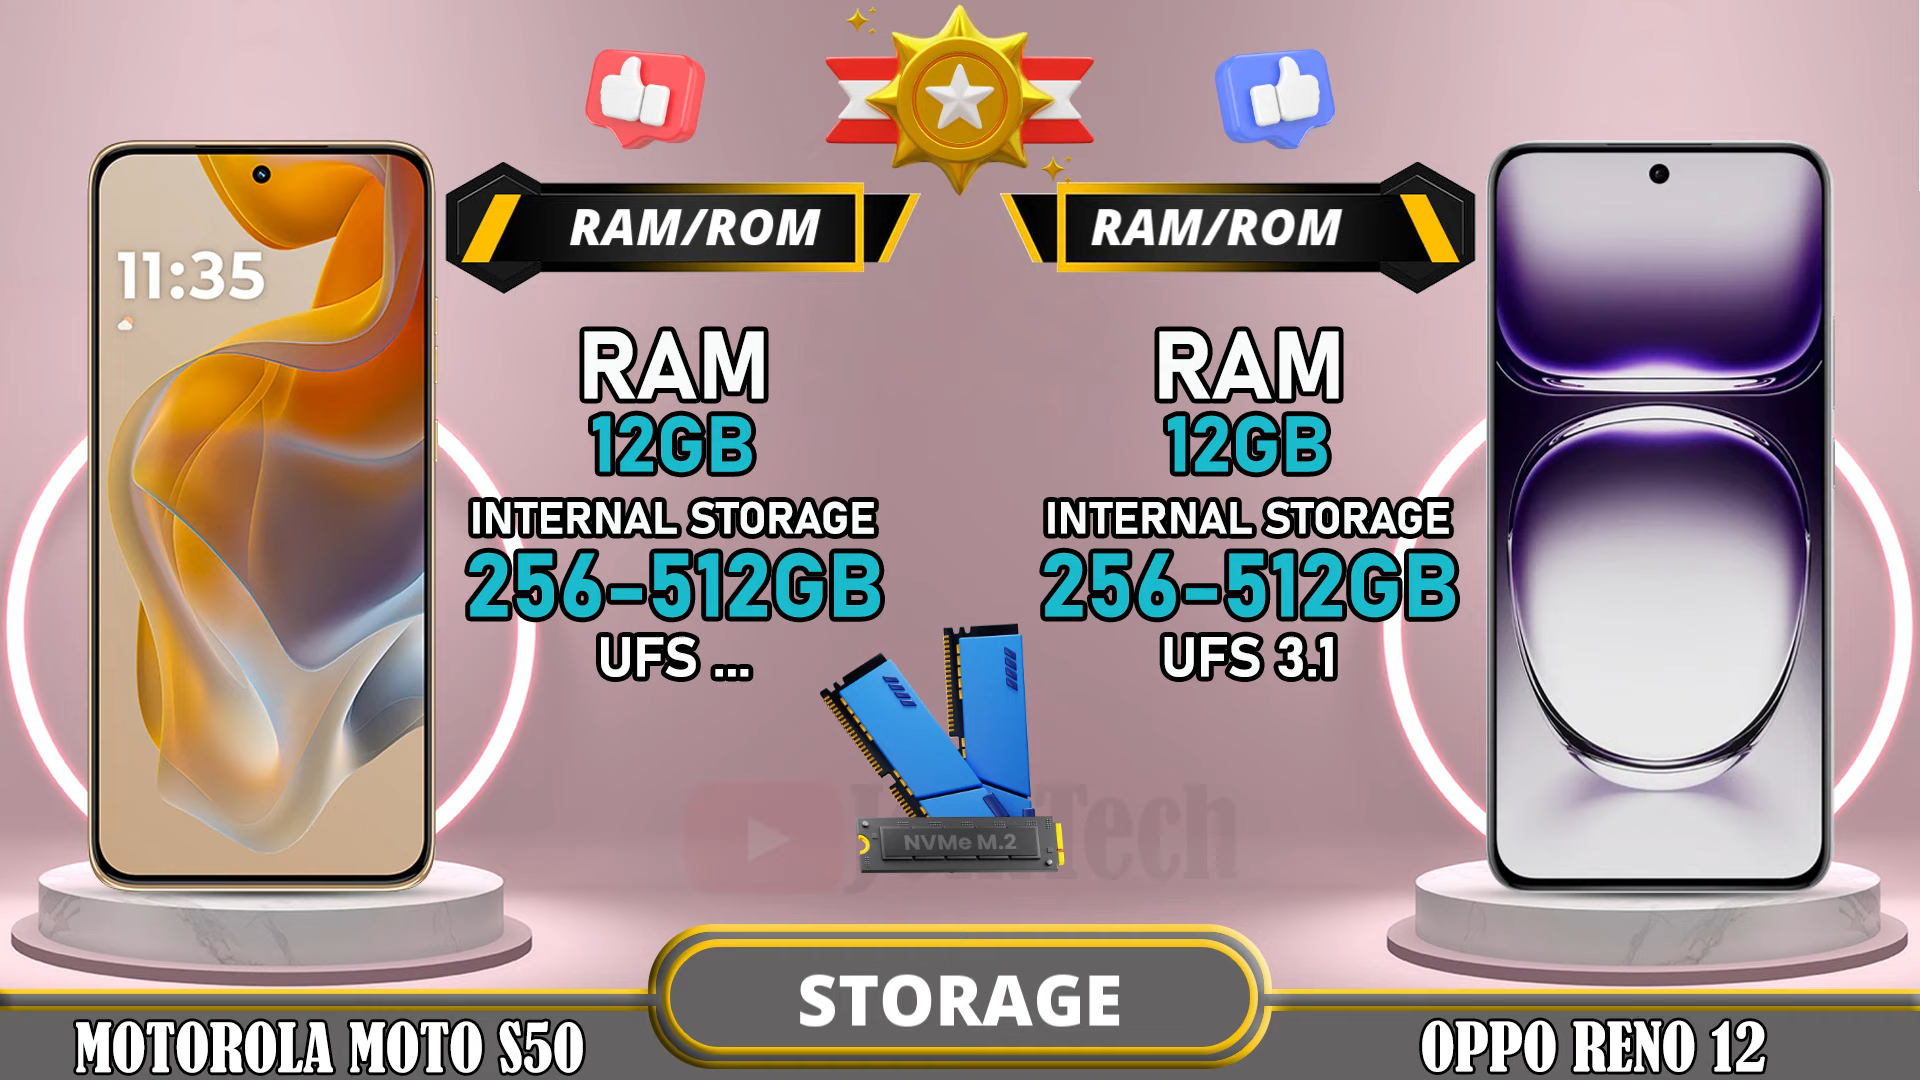 RAM/ROM
RAM/ROM
11:35
RAM
12GB
INTERNAL STORAGE
256-512GB
UFS ...
RAM
12GB
INTERNAL STORAGE
256-512GB
UFS 3.1
NVMe M.2
STORAGE
MOTOROLA MOTO S50
OPPO RENO 12